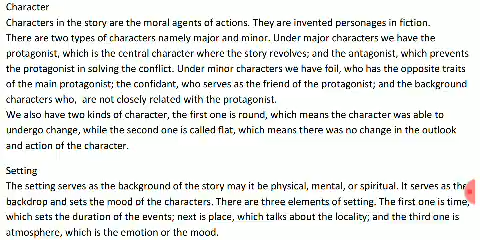 Character
Characters in the story are the moral agents of actions. They are invented personages in fiction.
There are two types of characters namely major and minor. Under major characters we have the
protagonist, which is the central character where the story revolves; and the antagonist, which prevents
the protagonist in solving the conflict. Under minor characters we have foil, who has the opposite traits
of the main protagonist; the confidant, who serves as the friend of the protagonist; and the background
characters who, are not closely related with the protagonist.
We also have two kinds of character, the first one is round, which means the character was able to
undergo change, while the second one is called flat, which means there was no change in the outlook
and action of the character.
Setting
The setting serves as the background of the story may it be physical, mental, or spiritual. It serves as the
backdrop and sets the mood of the characters. There are three elements of setting. The first one is time,
which sets the duration of the events; next is place, which talks about the locality; and the third one is
atmosphere, which is the emotion or the mood.